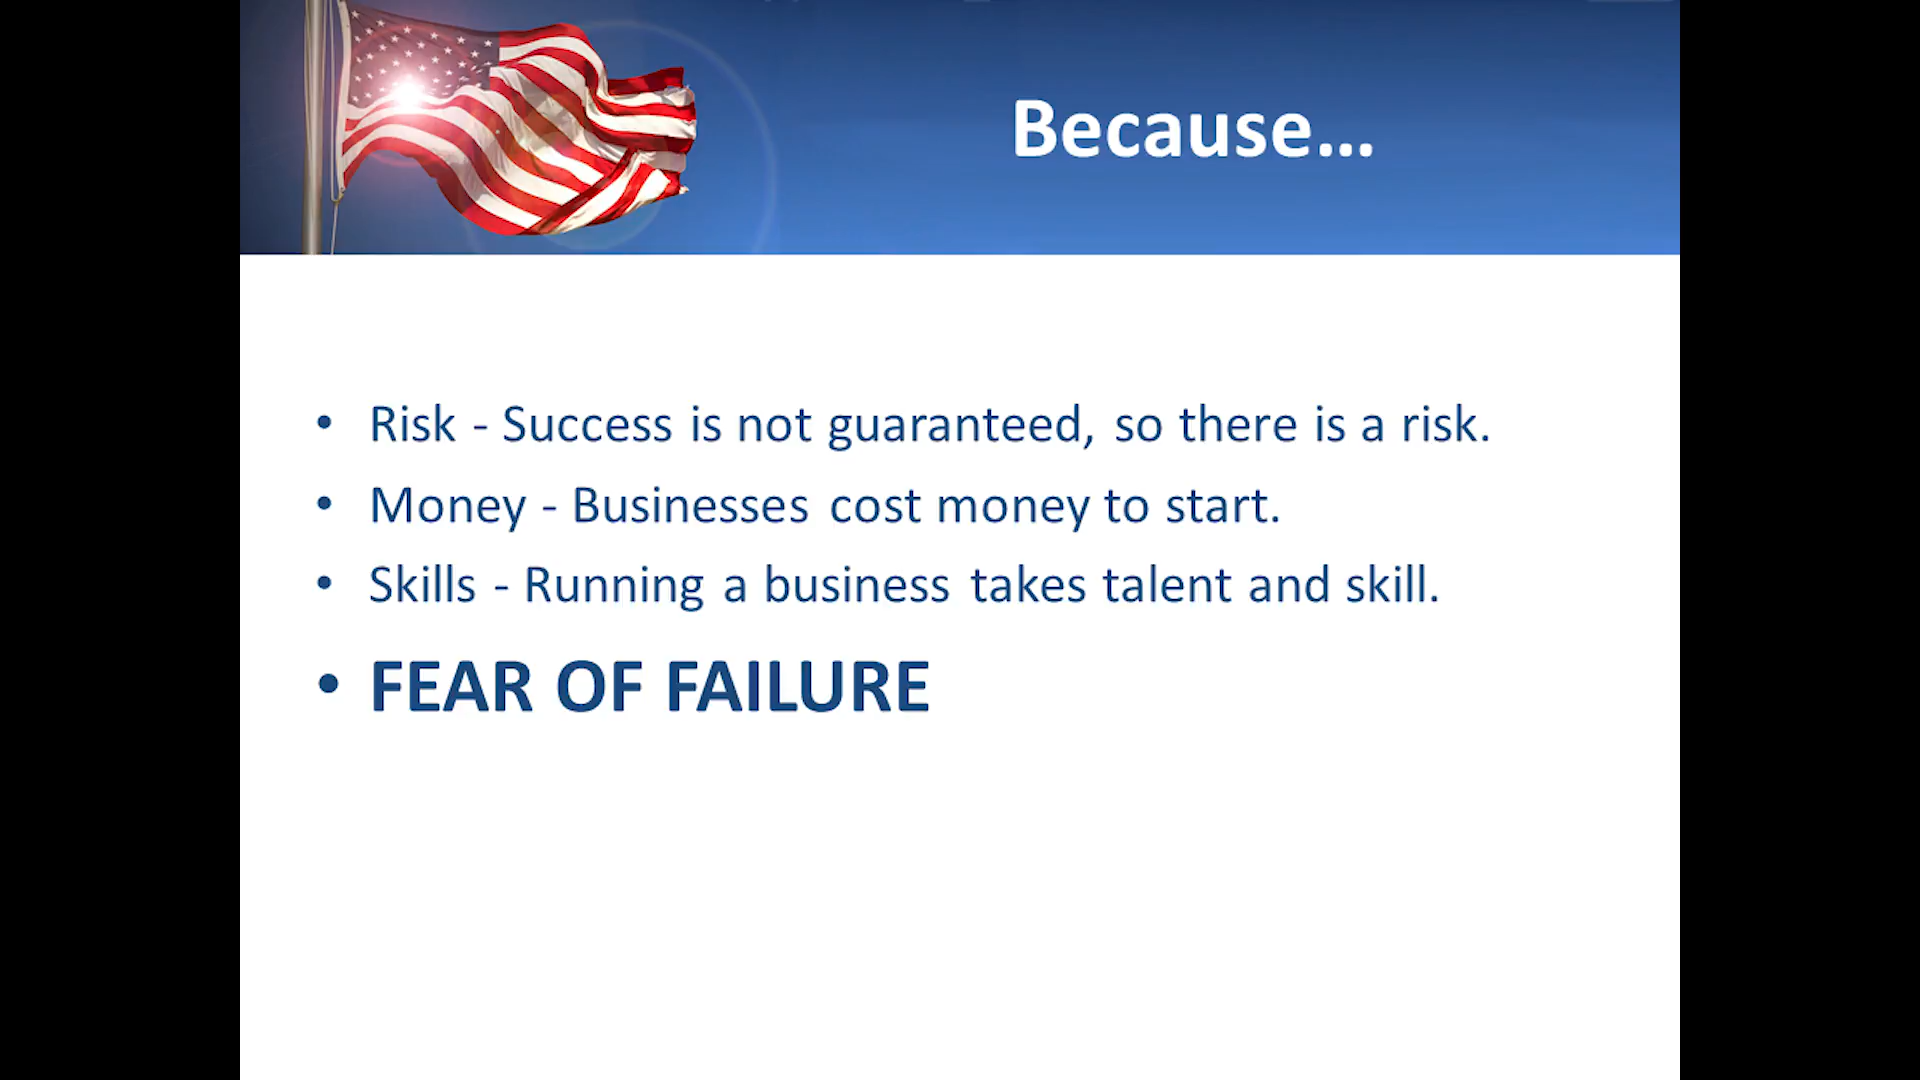 Because...
• Risk - Success is not guaranteed, so there is a risk.
• Money - Businesses cost money to start.
• Skills - Running a business takes talent and skill.
• FEAR OF FAILURE